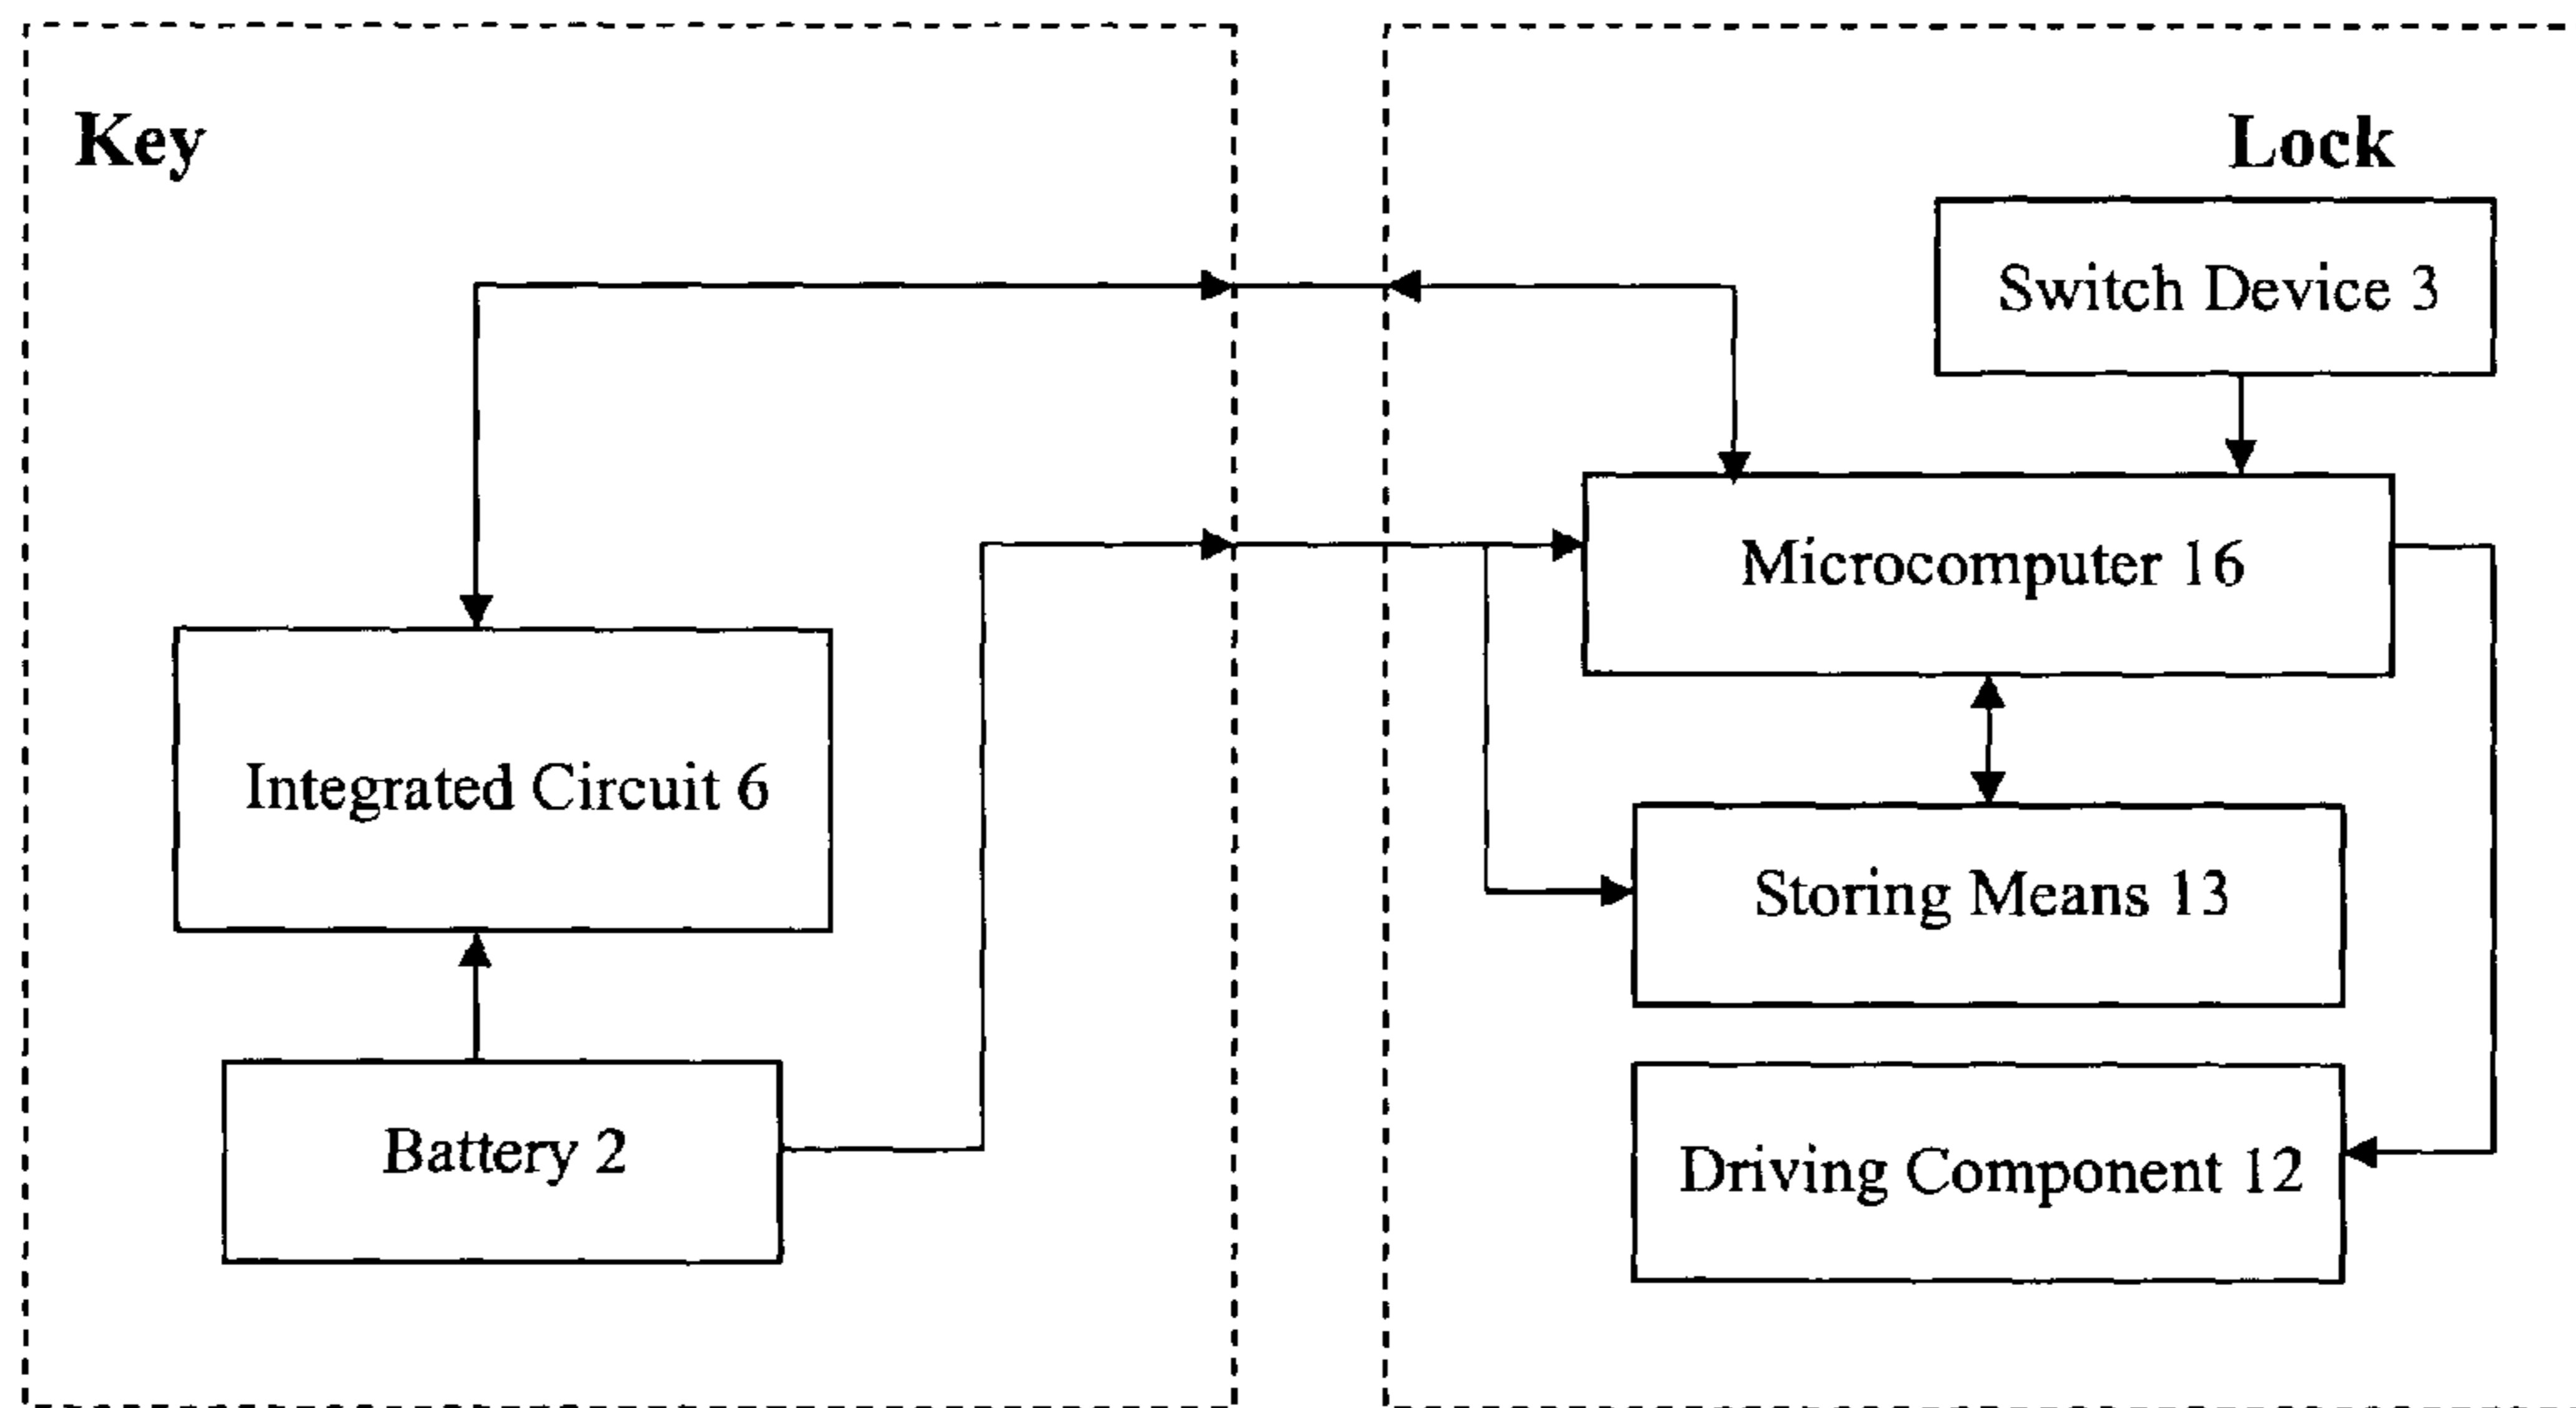 Key
Lock
Switch Device 3
Microcomputer 16
Integrated Circuit 6
Storing Means 13
Battery 2
Driving Component 12